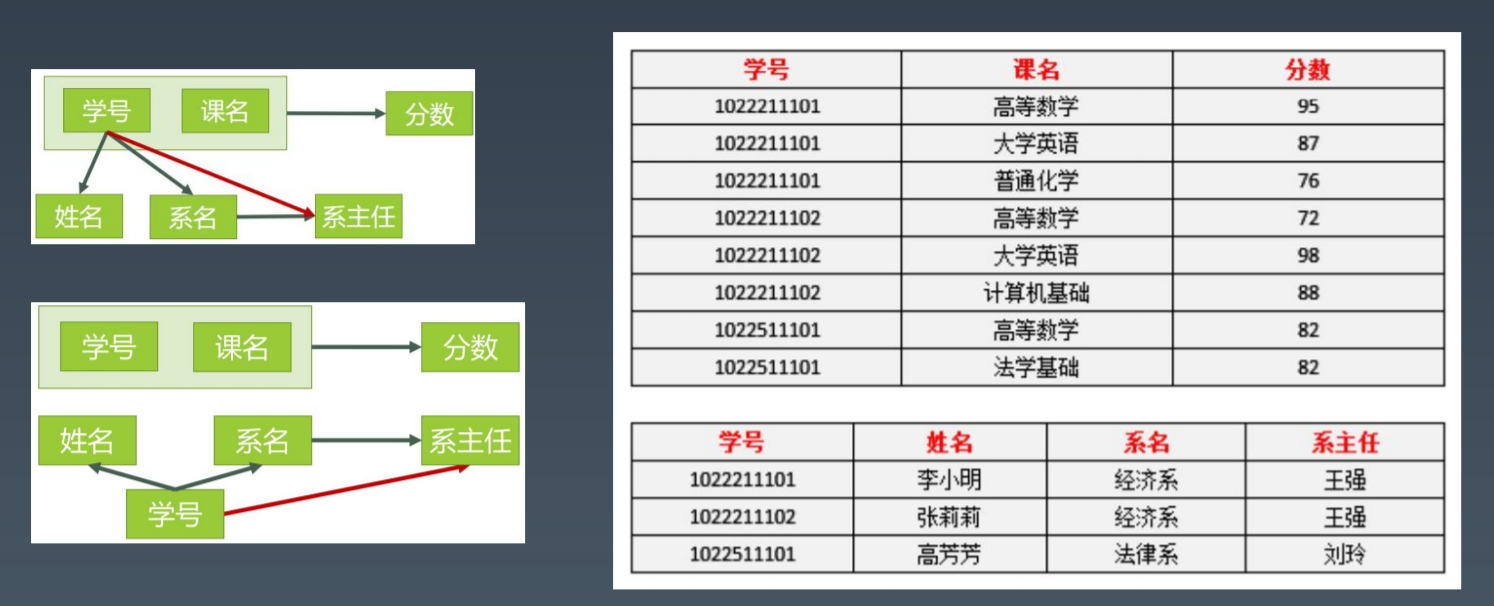 学号 课名 分数
姓名 系名 系主任
学号 课名 分数
姓名 系名 系主任
学号
学号 课名 分数
1022211101 高等数学 95
1022211101 大学英语 87
1022211101 普通化学 76
1022211102 高等数学 72
1022211102 大学英语 98
1022211102 计算机基础 88
1022511101 高等数学 82
1022511101 法学基础 82
学号 姓名 系名 系主任
1022211101 李小明 经济系 王强
1022211102 张莉莉 经济系 王强
1022511101 高芳芳 法律系 刘玲